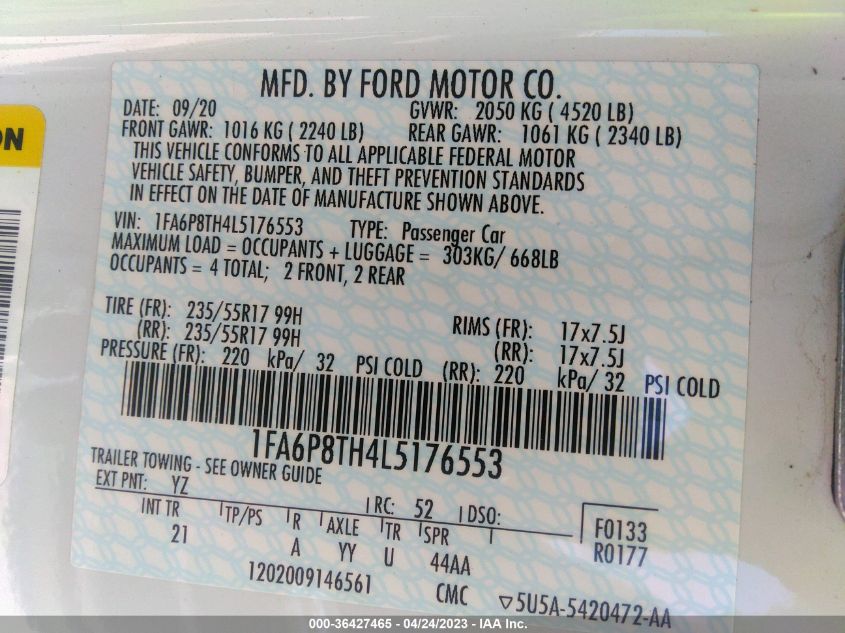 ON
MFD. BY FORD MOTOR CO.
DATE: 09/20 GVWR: 2050 KG ( 4520 LB)
FRONT GAWR: 1016 KG ( 2240 LB) REAR GAWR: 1061 KG ( 2340 LB)
THIS VEHICLE CONFORMS TO ALL APPLICABLE FEDERAL MOTOR
VEHICLE SAFETY, BUMPER, AND THEFT PREVENTION STANDARDS
IN EFFECT ON THE DATE OF MANUFACTURE SHOWN ABOVE.
VIN: 1FA6P8TH4L5176553 TYPE: Passenger Car
MAXIMUM LOAD = OCCUPANTS + LUGGAGE = 303KG/ 668LB
OCCUPANTS = 4 TOTAL; 2 FRONT, 2 REAR
TIRE (FR): 235/55R17 99H RIMS (FR): 17x7.5J
(RR): 235/55R17 99H (RR): 17x7.5J
PRESSURE (FR): 220 kPa/ 32 PSI COLD (RR): 220 kPa/ 32 PSI COLD
1FA6P8TH4L5176553
TRAILER TOWING - SEE OWNER GUIDE
EXT PNT: YZ RC: 52 DSO:
INT TR TP/PS R AXLE TR SPR F0133
21 A YY U 44AA R0177
1202009146561 CMC ▽5U5A-5420472-AA
000-36427465 - 04/24/2023 - IAA Inc.